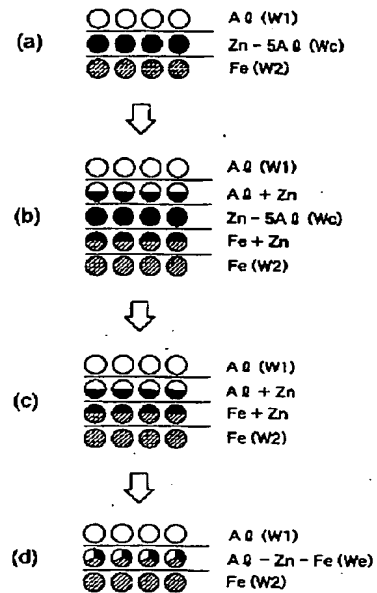 (a)
Aℓ (W1)
Zn - 5Aℓ (Wc)
Fe (W2)
(b)
Aℓ (W1)
Aℓ + Zn
Zn - 5Aℓ (Wc)
Fe + Zn
Fe (W2)
(c)
Aℓ (W1)
Aℓ + Zn
Fe + Zn
Fe (W2)
(d)
Aℓ (W1)
Aℓ - Zn - Fe (We)
Fe (W2)